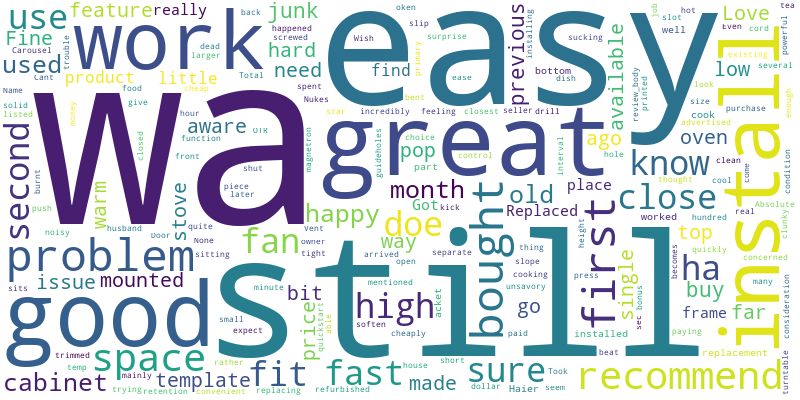 use
feature
really
back
oken
slip
surprise
previous
Wish
installing
job
slot
hot
Even
cord
powerful
tea
Love
well
Carousel
happened
screwed
dead
larger
junk
Fine
used
trouble
work
hard
need
Total
Nukes
spent
find
ease
sucking
bottom
dish
easy
available
low
look
existing
several
enough
product
little
cheap
Name
solid
listed
Cant
food
give
aware
OTR
star
bent
incredibly
feeling
closest
seller
drill
ago
review_body
printed
size
cook
purchase
advertised
oven
second
money
wa
hour
function
closed
front
shut
magnetron
great
guideholes
choice
part
pop
control
interval
hole
know
thought
clean
cool
come
condition
install
burnt
push
warm
stove
piece
later
month
old
place
close
real
hundred
Absolute
clunky
noisy
husband
Door
None
quite
sitting
Vent
owner
tight
happy
Got
kick
Replaced
worked
top
quickly
concerned
many
consideration
problem
fan
way
doe
bought
thing
slope
cooking
unsavory
height
press
first
ha
buy
becomes
sits
issue
mounted
arrived
open
mentioned
separate
minute
bit
high
acket
go
single
sec
bonus
frame
far
good
small
expect
price
quickstart
able
soften
cheaply
paid
installed
beat
paying
replacement
still
trimmed
space
rather
temp
mainly
template
fit
fast
house
short
sure
recommend
turntable
cabinet
trying
retention
convenient
replacing
refurbished
made
dollar
Haier
Took
seem
primary